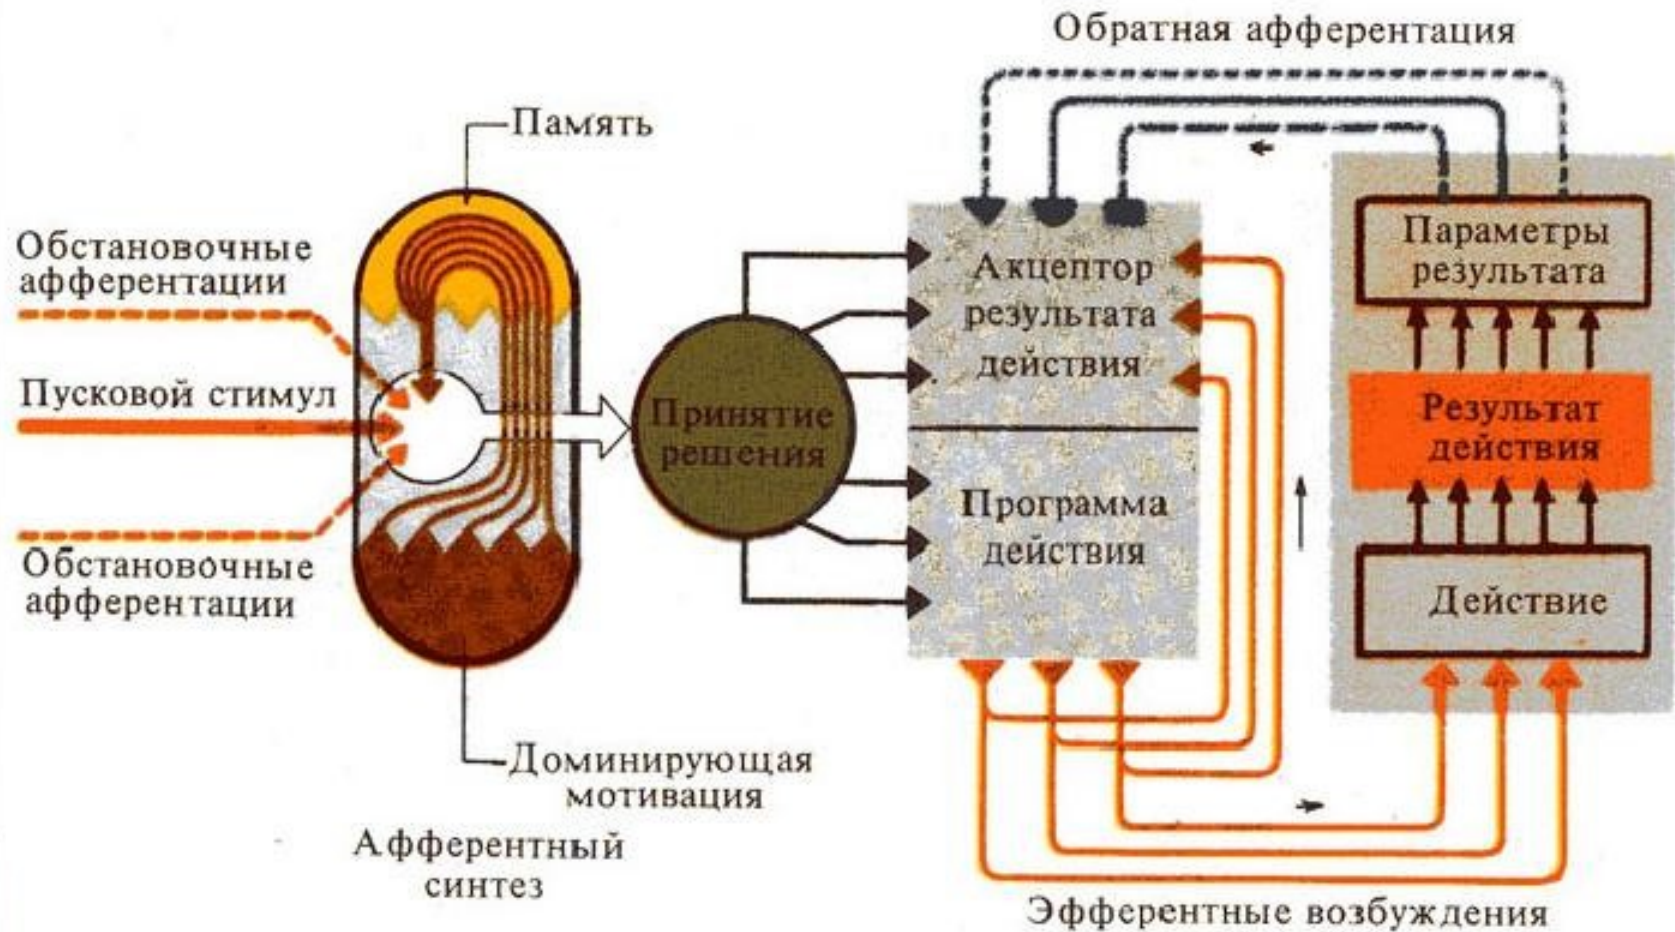 Обратная афферентация
Память
Обстановочные
афферентации
Пусковой стимул
Обстановочные
афферентации
Доминирующая
мотивация
Афферентный
синтез
Принятие
решения
Акцептор
результата
действия
Программа
действия
Параметры
результата
Результат
действия
Действие
Эфферентные возбуждения